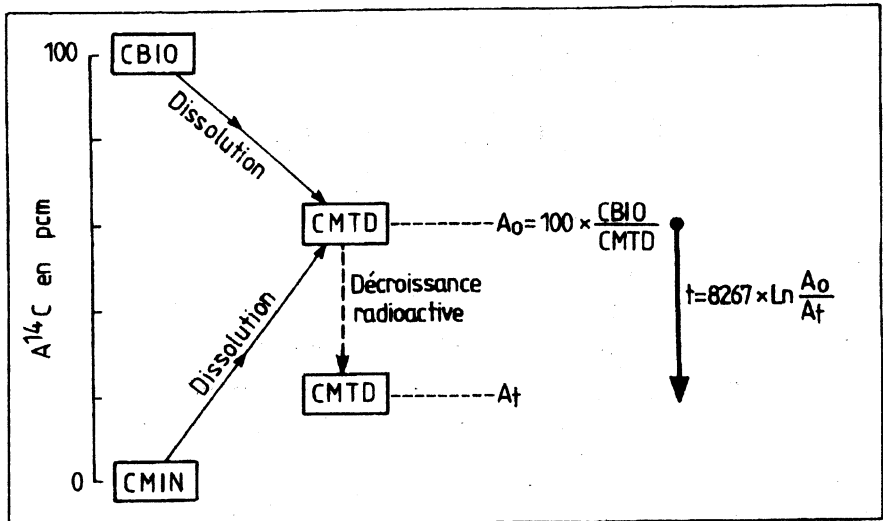 100
CBIO
Dissolution
A¹⁴C en pcm
CMTD
A₀ = 100 × CBIO / CMTD
Décroissance
radioactive
t = 8267 × Ln A₀ / At
Dissolution
CMTD
At
0
CMIN